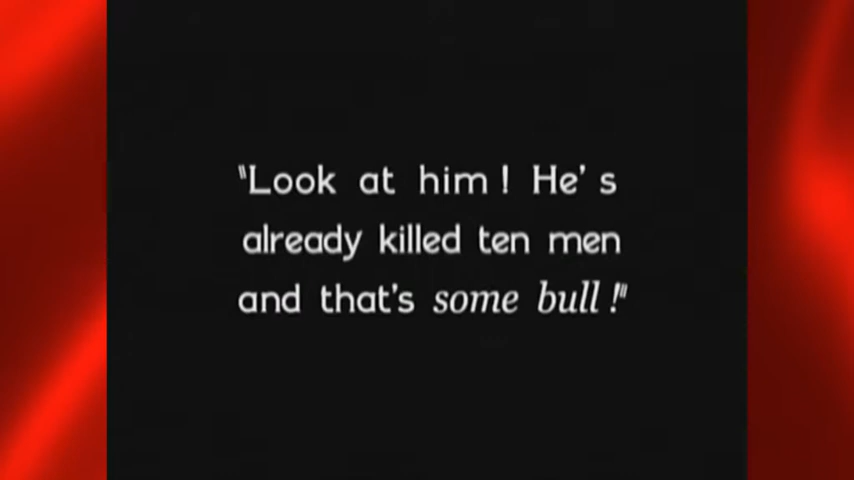 "Look at him! He's
already killed ten men
and that's some bull!"